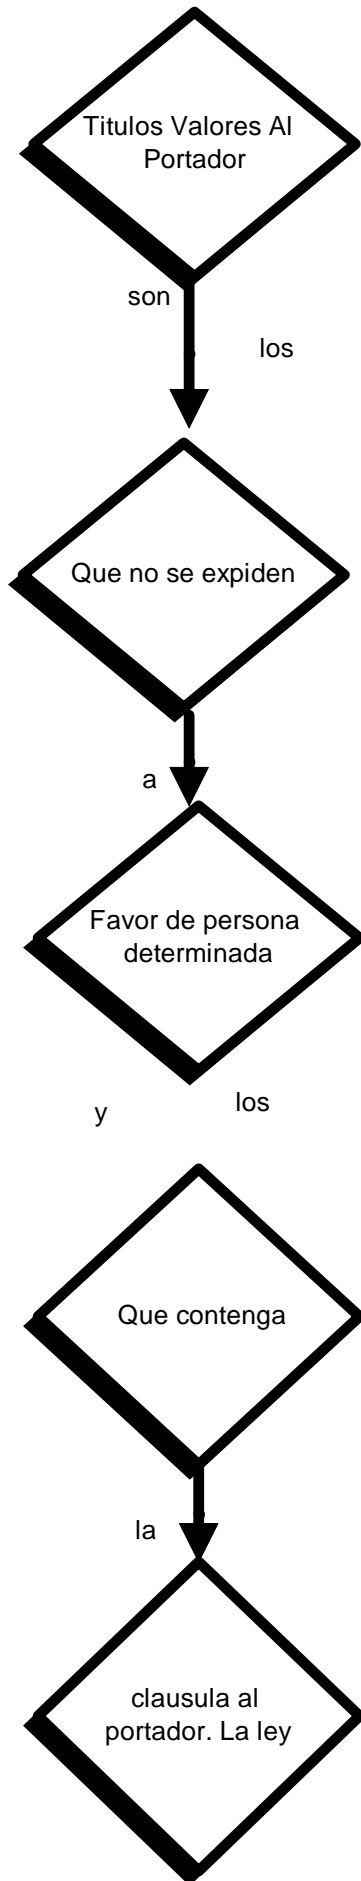 Titulos Valores Al
Portador
son
los
Que no se expiden
a
Favor de persona
determinada
y
los
Que contenga
la
clausula al
portador. La ley